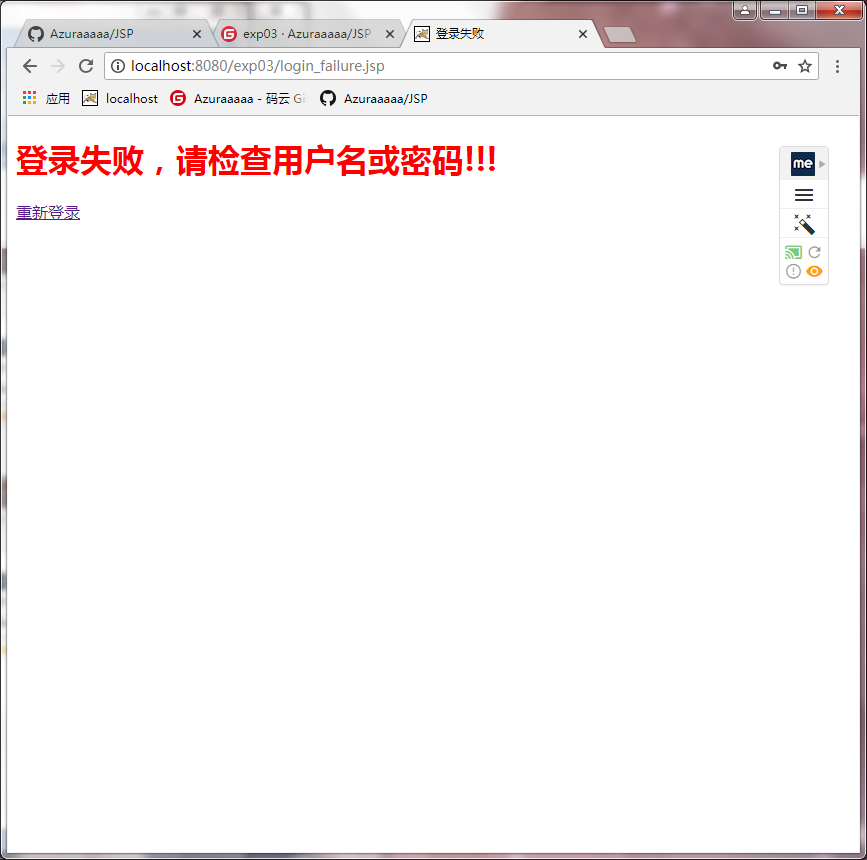 Azuraaaaa/JSP
exp03 · Azuraaaaa/JSP
登录失败
localhost:8080/exp03/login_failure.jsp
应用
localhost
Azuraaaaa - 码云 Gi
Azuraaaaa/JSP
登录失败，请检查用户名或密码!!!
me
重新登录